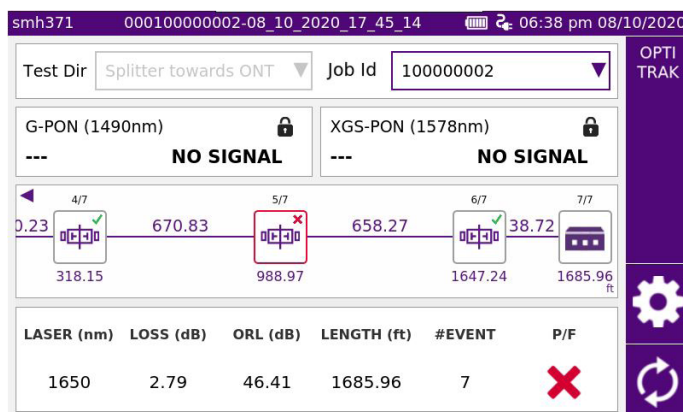 smh371 000100000002-08_10_2020_17_45_14 06:38 pm 08/10/2020
OPTI
TRAK
Test Dir Splitter towards ONT Job Id 100000002
G-PON (1490nm) XGS-PON (1578nm)
--- NO SIGNAL --- NO SIGNAL
4/7 5/7 6/7 7/7
0.23 670.83 658.27 38.72
318.15 988.97 1647.24 1685.96
ft
LASER (nm) LOSS (dB) ORL (dB) LENGTH (ft) #EVENT P/F
1650 2.79 46.41 1685.96 7